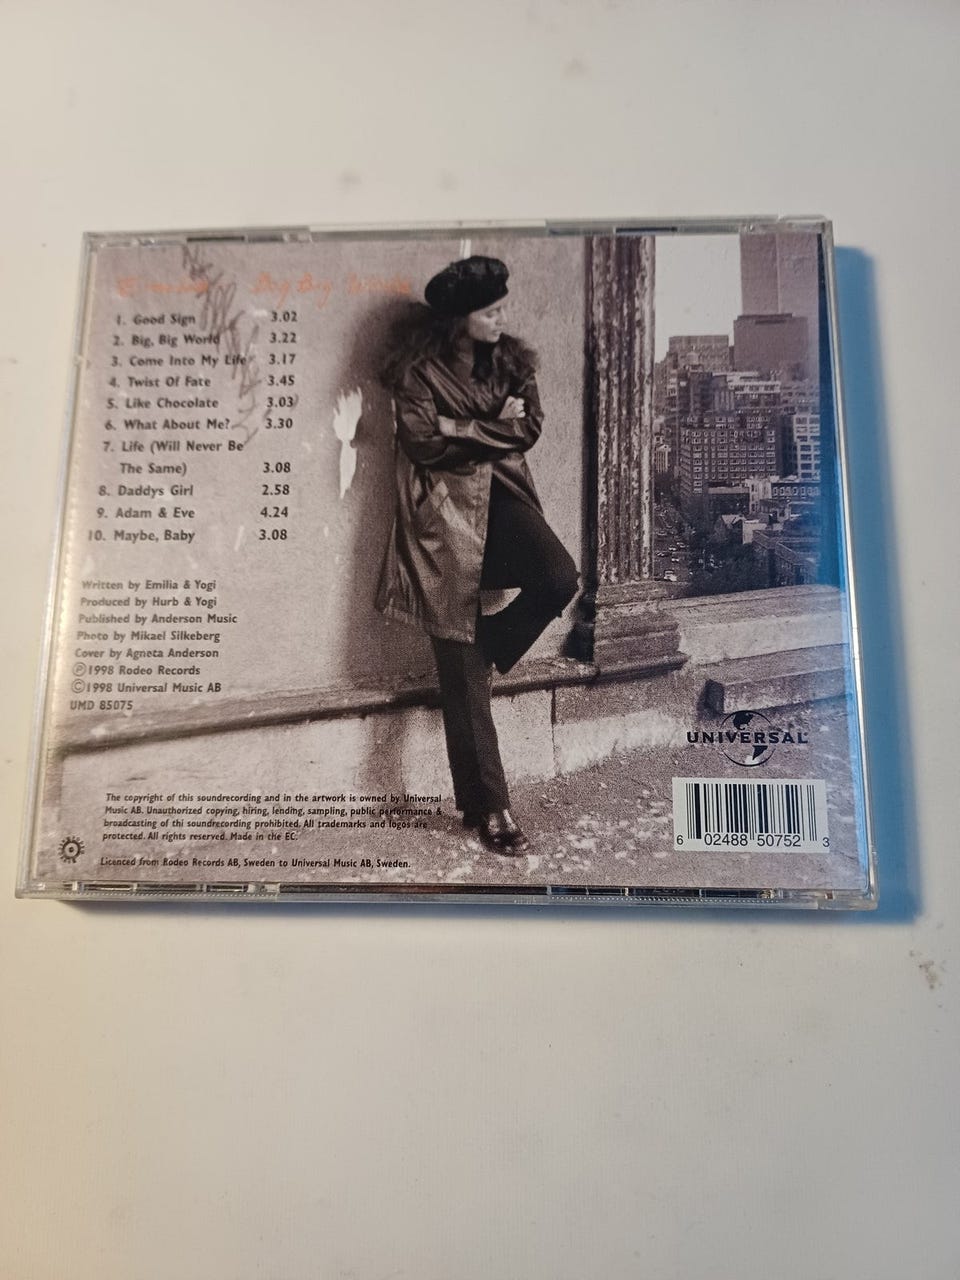 Emilia Big Big World
1. Good Sign 3.02
2. Big, Big World 3.22
3. Come Into My Life 3.17
4. Twist Of Fate 3.45
5. Like Chocolate 3.03
6. What About Me? 3.30
7. Life (Will Never Be
The Same) 3.08
8. Daddys Girl 2.58
9. Adam & Eve 4.24
10. Maybe, Baby 3.08
Written by Emilia & Yogi
Produced by Hurb & Yogi
Published by Anderson Music
Photo by Mikael Silkeberg
Cover by Agneta Anderson
Ⓟ1998 Rodeo Records
©1998 Universal Music AB
UMD 85075
UNIVERSAL
The copyright of this soundrecording and in the artwork is owned by Universal
Music AB. Unauthorized copying, hiring, lending, sampling, public performance &
broadcasting of thi soundrecording prohibited. All trademarks and logos are
protected. All rights reserved. Made in the EC.
Licenced from Rodeo Records AB, Sweden to Universal Music AB, Sweden.
6 02488 50752 3